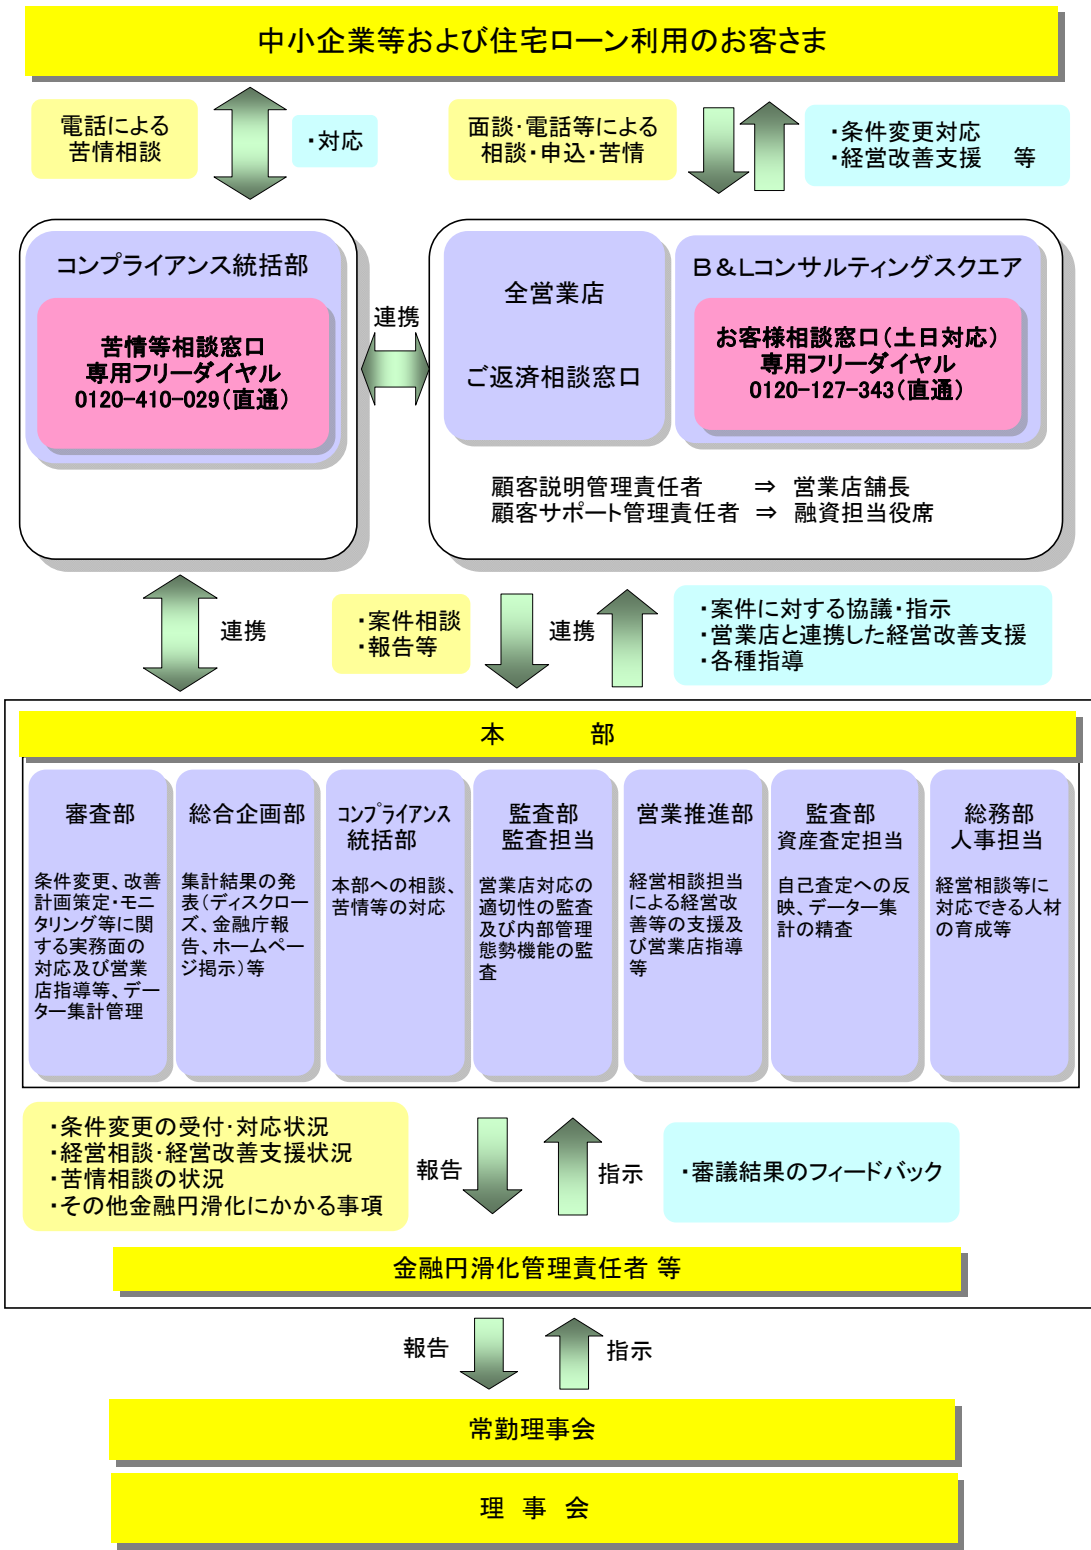 中小企業等および住宅ローン利用のお客さま
電話による
苦情相談
・対応
面談・電話等による
相談・申込・苦情
・条件変更対応
・経営改善支援　等
コンプライアンス統括部
苦情等相談窓口
専用フリーダイヤル
0120-410-029(直通)
連携
全営業店
ご返済相談窓口
B&Lコンサルティングスクエア
お客様相談窓口(土日対応)
専用フリーダイヤル
0120-127-343(直通)
顧客説明管理責任者　⇒　営業店舗長
顧客サポート管理責任者　⇒　融資担当役席
連携
・案件相談
・報告等
連携
・案件に対する協議・指示
・営業店と連携した経営改善支援
・各種指導
本　部
審査部
条件変更、改善
計画策定・モニ
タリング等に関
する実務面の
対応及び営業
店指導等、デー
ター集計管理
総合企画部
集計結果の発
表(ディスクロー
ズ、金融庁報
告、ホームペー
ジ掲示)等
コンプライアンス
統括部
本部への相談、
苦情等の対応
監査部
監査担当
営業店対応の
適切性の監査
及び内部管理
態勢機能の監
査
営業推進部
経営相談担当
による経営改
善等の支援及
び営業店指導
等
監査部
資産査定担当
自己査定への反
映、データー集
計の精査
総務部
人事担当
経営相談等に
対応できる人材
の育成等
・条件変更の受付・対応状況
・経営相談・経営改善支援状況
・苦情相談の状況
・その他金融円滑化にかかる事項
報告
指示
・審議結果のフィードバック
金融円滑化管理責任者 等
報告
指示
常勤理事会
理　事　会